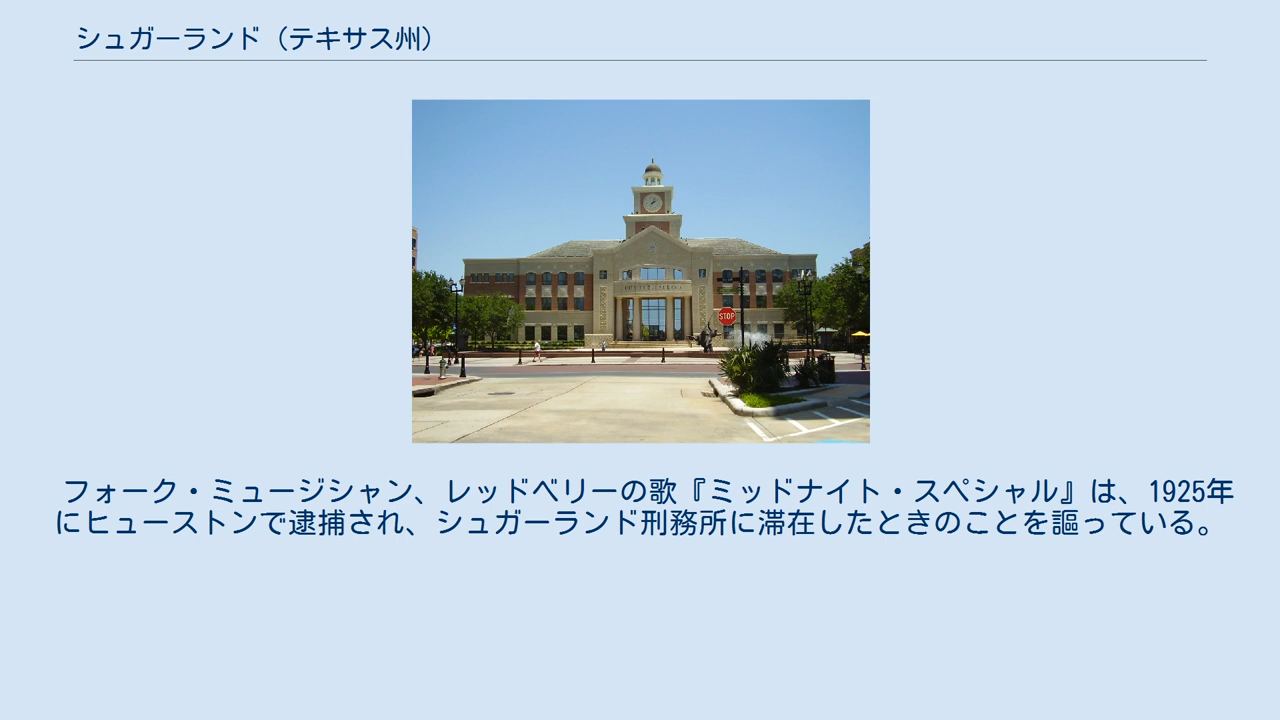 シュガーランド（テキサス州）
STOP
フォーク・ミュージシャン、レッドベリーの歌『ミッドナイト・スペシャル』は、1925年
にヒューストンで逮捕され、シュガーランド刑務所に滞在したときのことを謳っている。